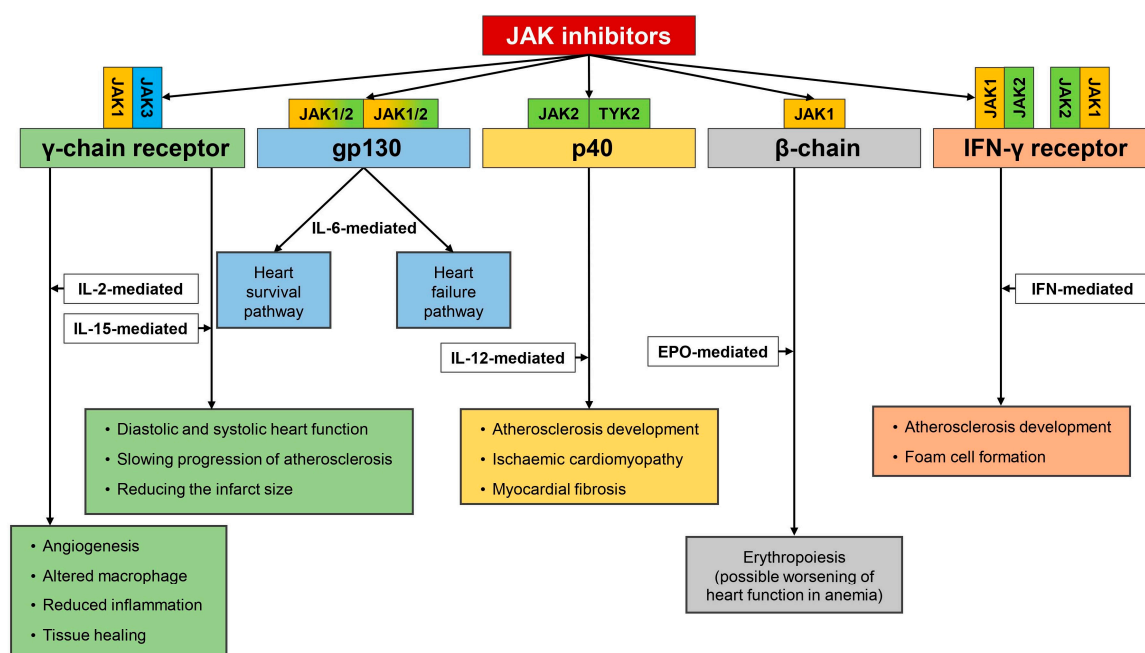 JAK inhibitors
JAK1
JAK3
JAK1/2
JAK1/2
JAK2
TYK2
JAK1
JAK1
JAK2
JAK2
JAK1
γ-chain receptor
gp130
p40
β-chain
IFN-γ receptor
IL-6-mediated
Heart
survival
pathway
Heart
failure
pathway
IL-2-mediated
IL-15-mediated
IL-12-mediated
EPO-mediated
IFN-mediated
• Diastolic and systolic heart function
• Slowing progression of atherosclerosis
• Reducing the infarct size
• Atherosclerosis development
• Ischaemic cardiomyopathy
• Myocardial fibrosis
• Atherosclerosis development
• Foam cell formation
• Angiogenesis
• Altered macrophage
• Reduced inflammation
• Tissue healing
Erythropoiesis
(possible worsening of
heart function in anemia)